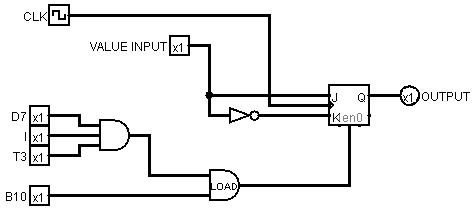 CLK
VALUE INPUT x1
J Q x1 OUTPUT
K en0
D7 x1
I x1
T3 x1
LOAD
B10 x1